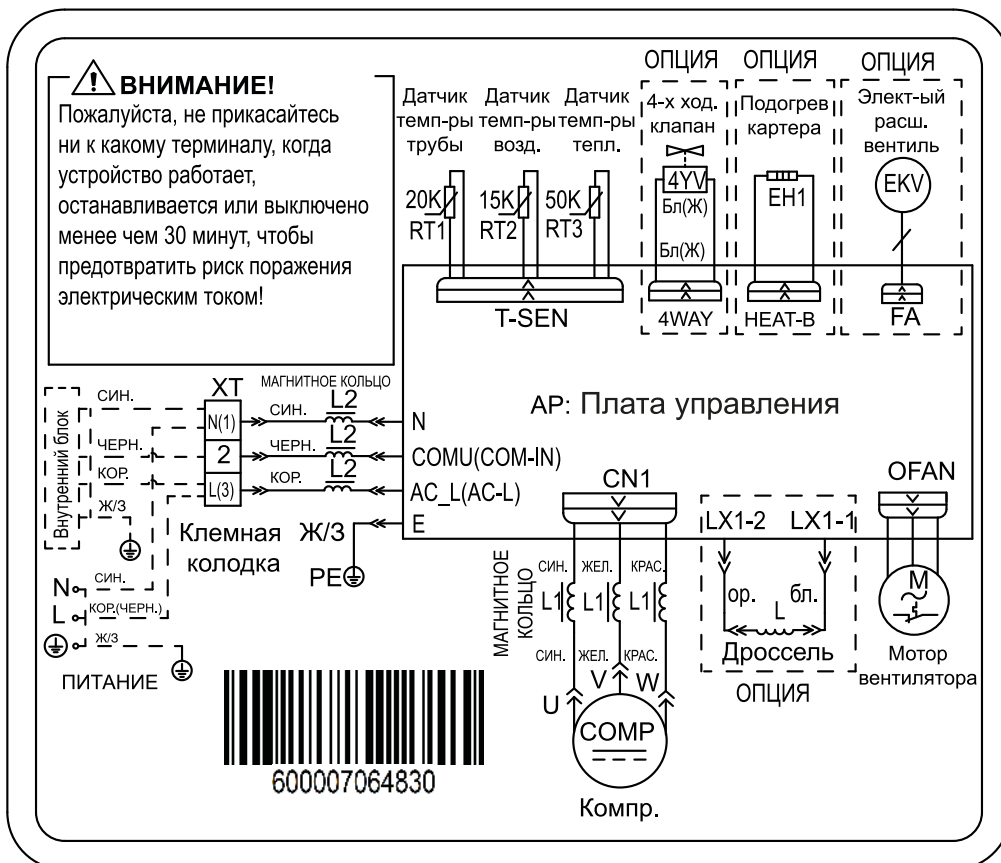 ВНИМАНИЕ!
Пожалуйста, не прикасайтесь
ни к какому терминалу, когда
устройство работает,
останавливается или выключено
менее чем 30 минут, чтобы
предотвратить риск поражения
электрическим током!
Датчик
темп-ры
трубы
Датчик
темп-ры
возд.
Датчик
темп-ры
тепл.
20K
RT1
15K
RT2
50K
RT3
T-SEN
ОПЦИЯ
4-х ход.
клапан
4YV
Бл(Ж)
Бл(Ж)
4WAY
ОПЦИЯ
Подогрев
картера
EH1
HEAT-B
ОПЦИЯ
Элект-ый
расш.
вентиль
EKV
FA
Внутренний блок
СИН.
ЧЕРН.
КОР.
Ж/З
XT
N(1)
2
L(3)
Клемная
колодка
МАГНИТНОЕ КОЛЬЦО
СИН.
L2
ЧЕРН.
L2
КОР.
L2
N
COMU(COM-IN)
AC_L(AC-L)
E
Ж/З
PE
AP: Плата управления
N
СИН.
L
КОР.(ЧЕРН.)
Ж/З
ПИТАНИЕ
CN1
МАГНИТНОЕ
КОЛЬЦО
СИН.
ЖЕЛ.
КРАС.
L1
L1
L1
СИН.
ЖЕЛ.
КРАС.
U
V
W
COMP
Компр.
LX1-2
LX1-1
ор.
L
бл.
Дроссель
ОПЦИЯ
OFAN
M
Мотор
вентилятора
600007064830